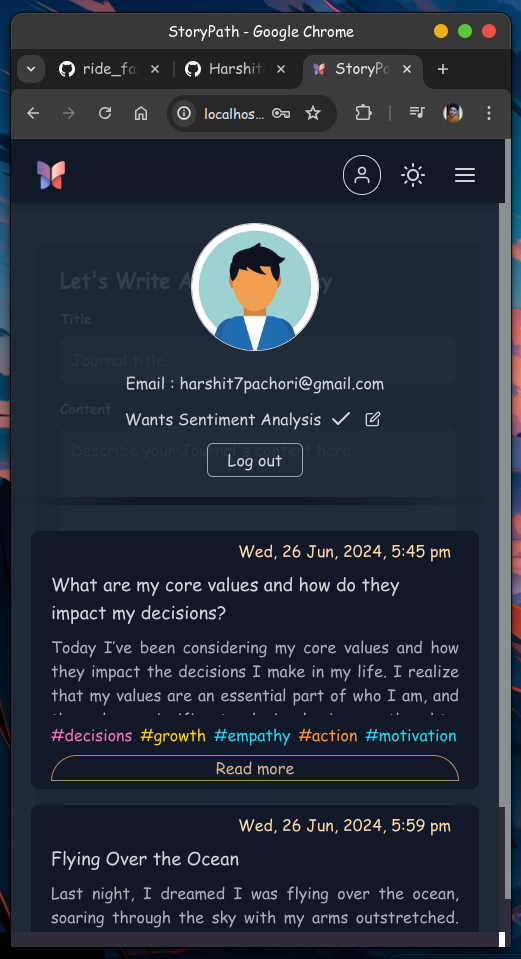 StoryPath - Google Chrome
ride_fa
Harshit
StoryPa
localhos...
Let's Write A
y
Title
Journal title
Email : harshit7pachori@gmail.com
Content
Wants Sentiment Analysis
Describe your Journal's content here
Log out
Wed, 26 Jun, 2024, 5:45 pm
What are my core values and how do they
impact my decisions?
Today I've been considering my core values and how
they impact the decisions I make in my life. I realize
that my values are an essential part of who I am, and
#decisions #growth #empathy #action #motivation
Read more
Wed, 26 Jun, 2024, 5:59 pm
Flying Over the Ocean
Last night, I dreamed I was flying over the ocean,
soaring through the sky with my arms outstretched.